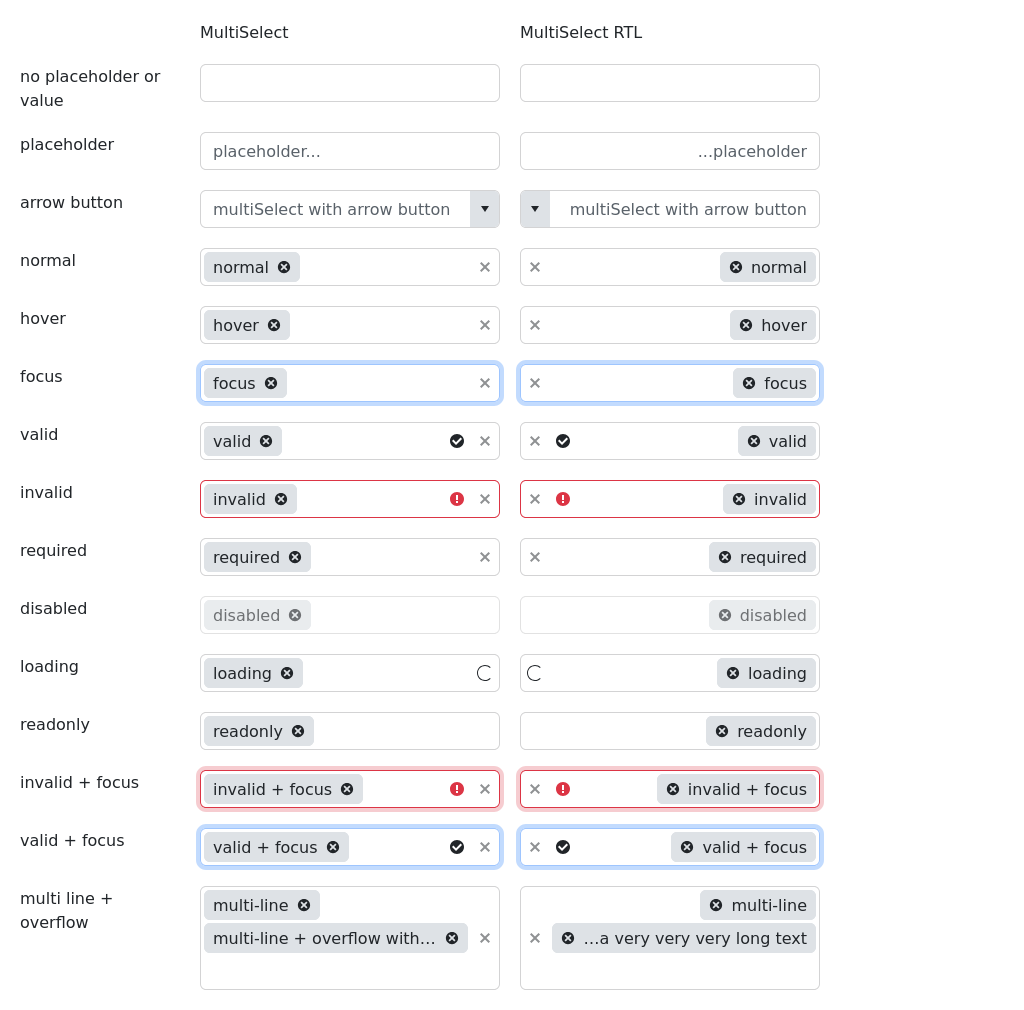 MultiSelect MultiSelect RTL
no placeholder or
value
placeholder placeholder... ...placeholder
arrow button multiSelect with arrow button multiSelect with arrow button
normal normal normal
hover hover hover
focus focus focus
valid valid valid
invalid invalid invalid
required required required
disabled disabled disabled
loading loading loading
readonly readonly readonly
invalid + focus invalid + focus invalid + focus
valid + focus valid + focus valid + focus
multi line +
overflow
multi-line multi-line
multi-line + overflow with... ...a very very very long text